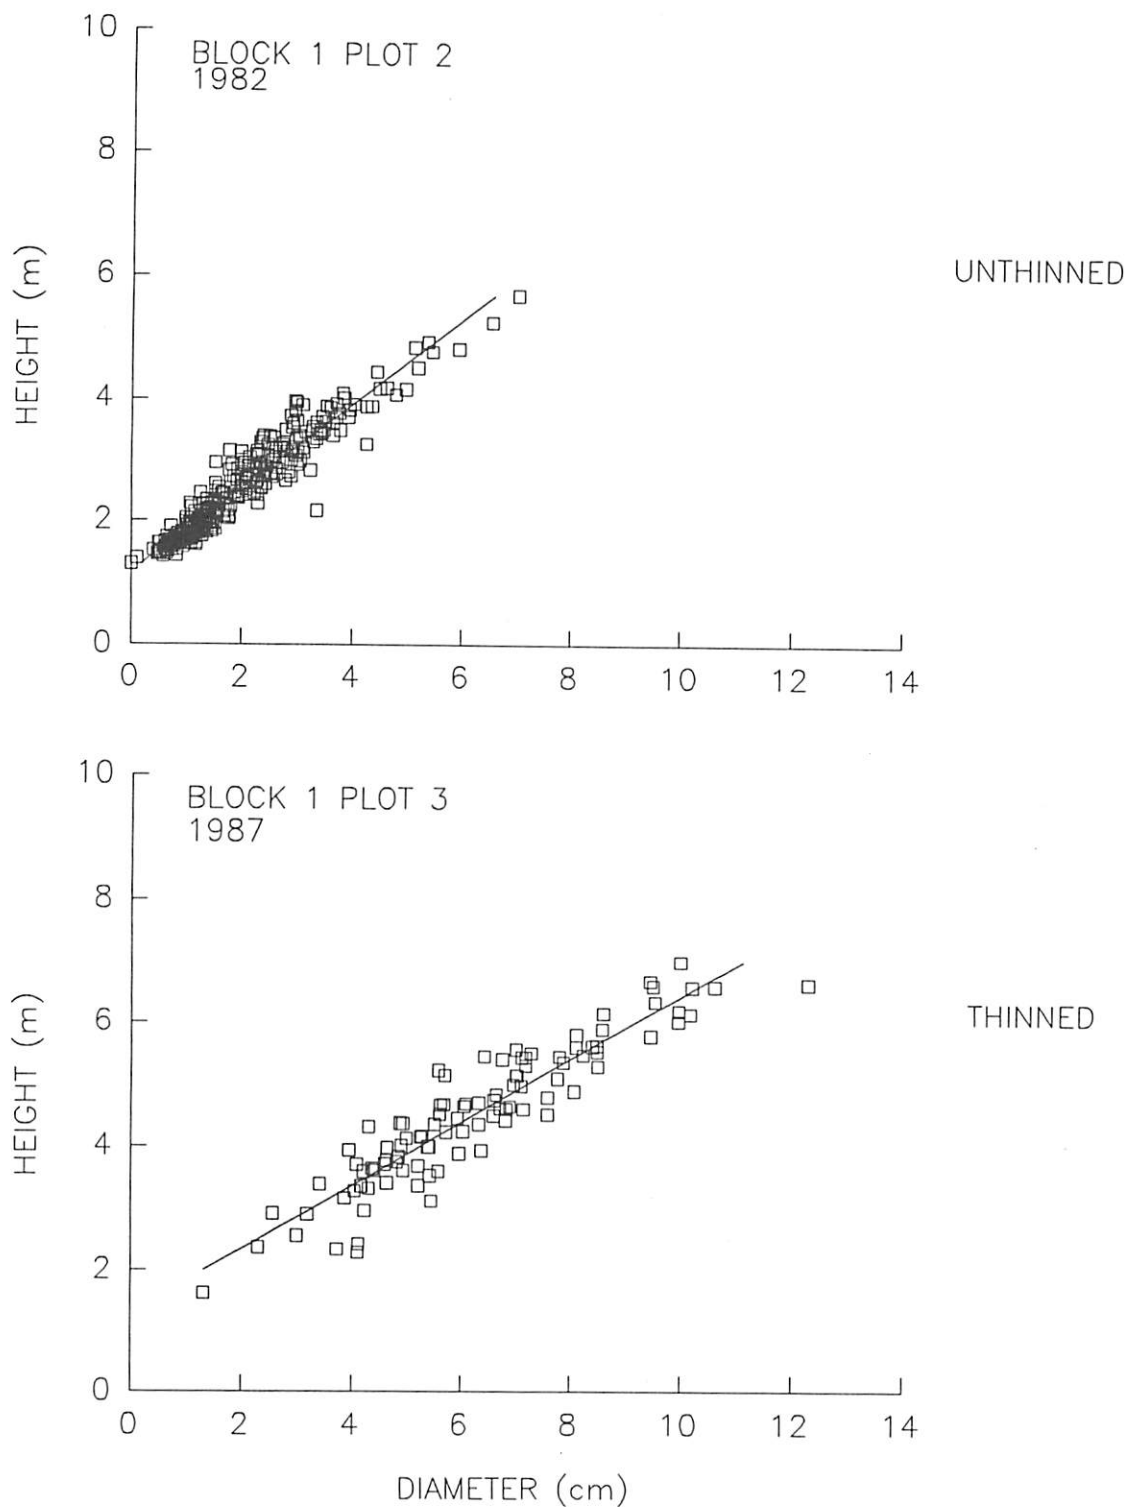 10
BLOCK 1 PLOT 2
1982
8
HEIGHT (m)
6
UNTHINNED
4
2
0
0 2 4 6 8 10 12 14
10
BLOCK 1 PLOT 3
1987
8
HEIGHT (m)
6
THINNED
4
2
0
0 2 4 6 8 10 12 14
DIAMETER (cm)